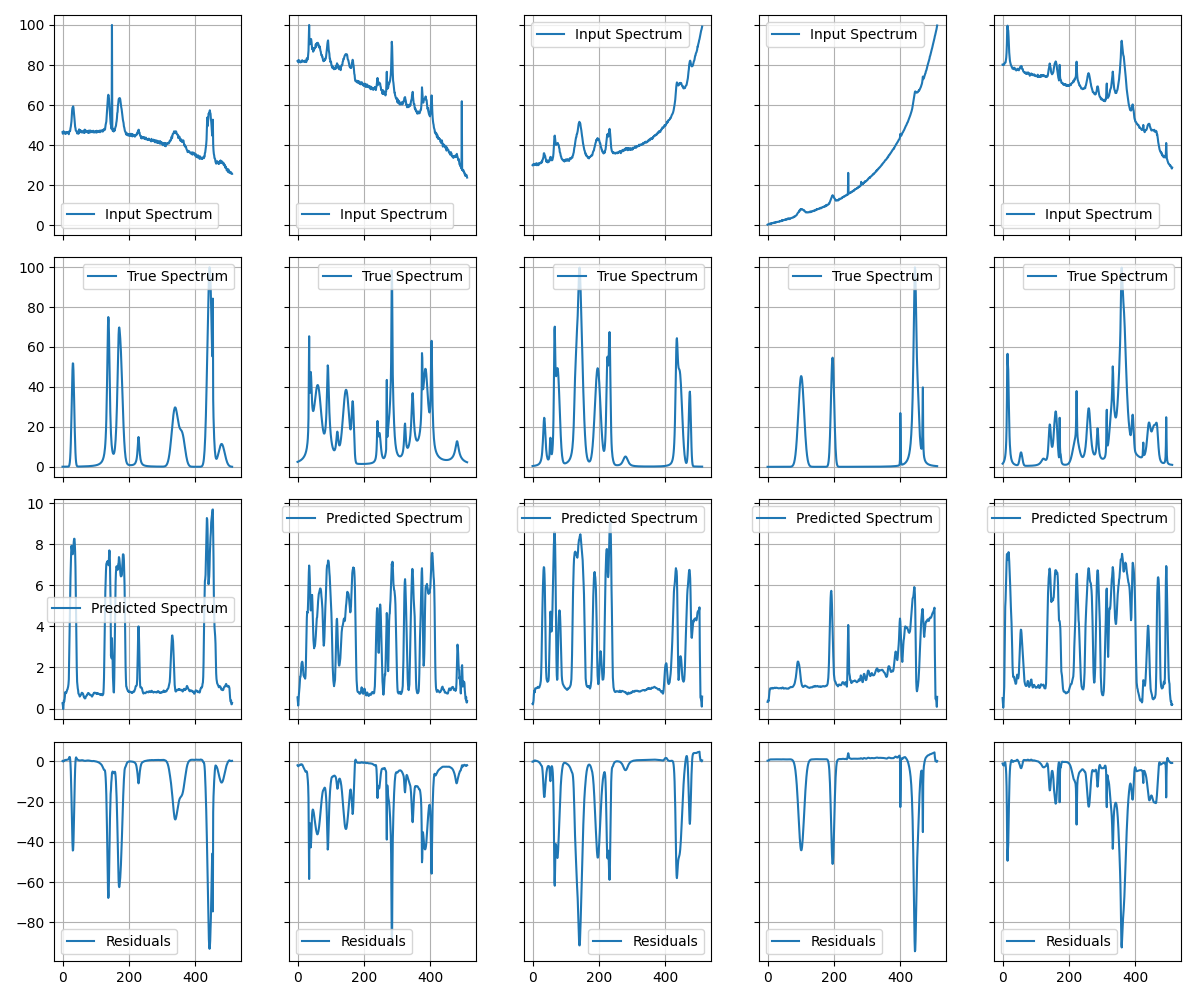 100
80
60
40
20
0
Input Spectrum
Input Spectrum
Input Spectrum
Input Spectrum
Input Spectrum
0 200 400
0 200 400
0 200 400
0 200 400
0 200 400
100
80
60
40
20
0
True Spectrum
True Spectrum
True Spectrum
True Spectrum
True Spectrum
10
8
6
4
2
0
Predicted Spectrum
Predicted Spectrum
Predicted Spectrum
Predicted Spectrum
Predicted Spectrum
0
−20
−40
−60
−80
Residuals
Residuals
Residuals
Residuals
Residuals